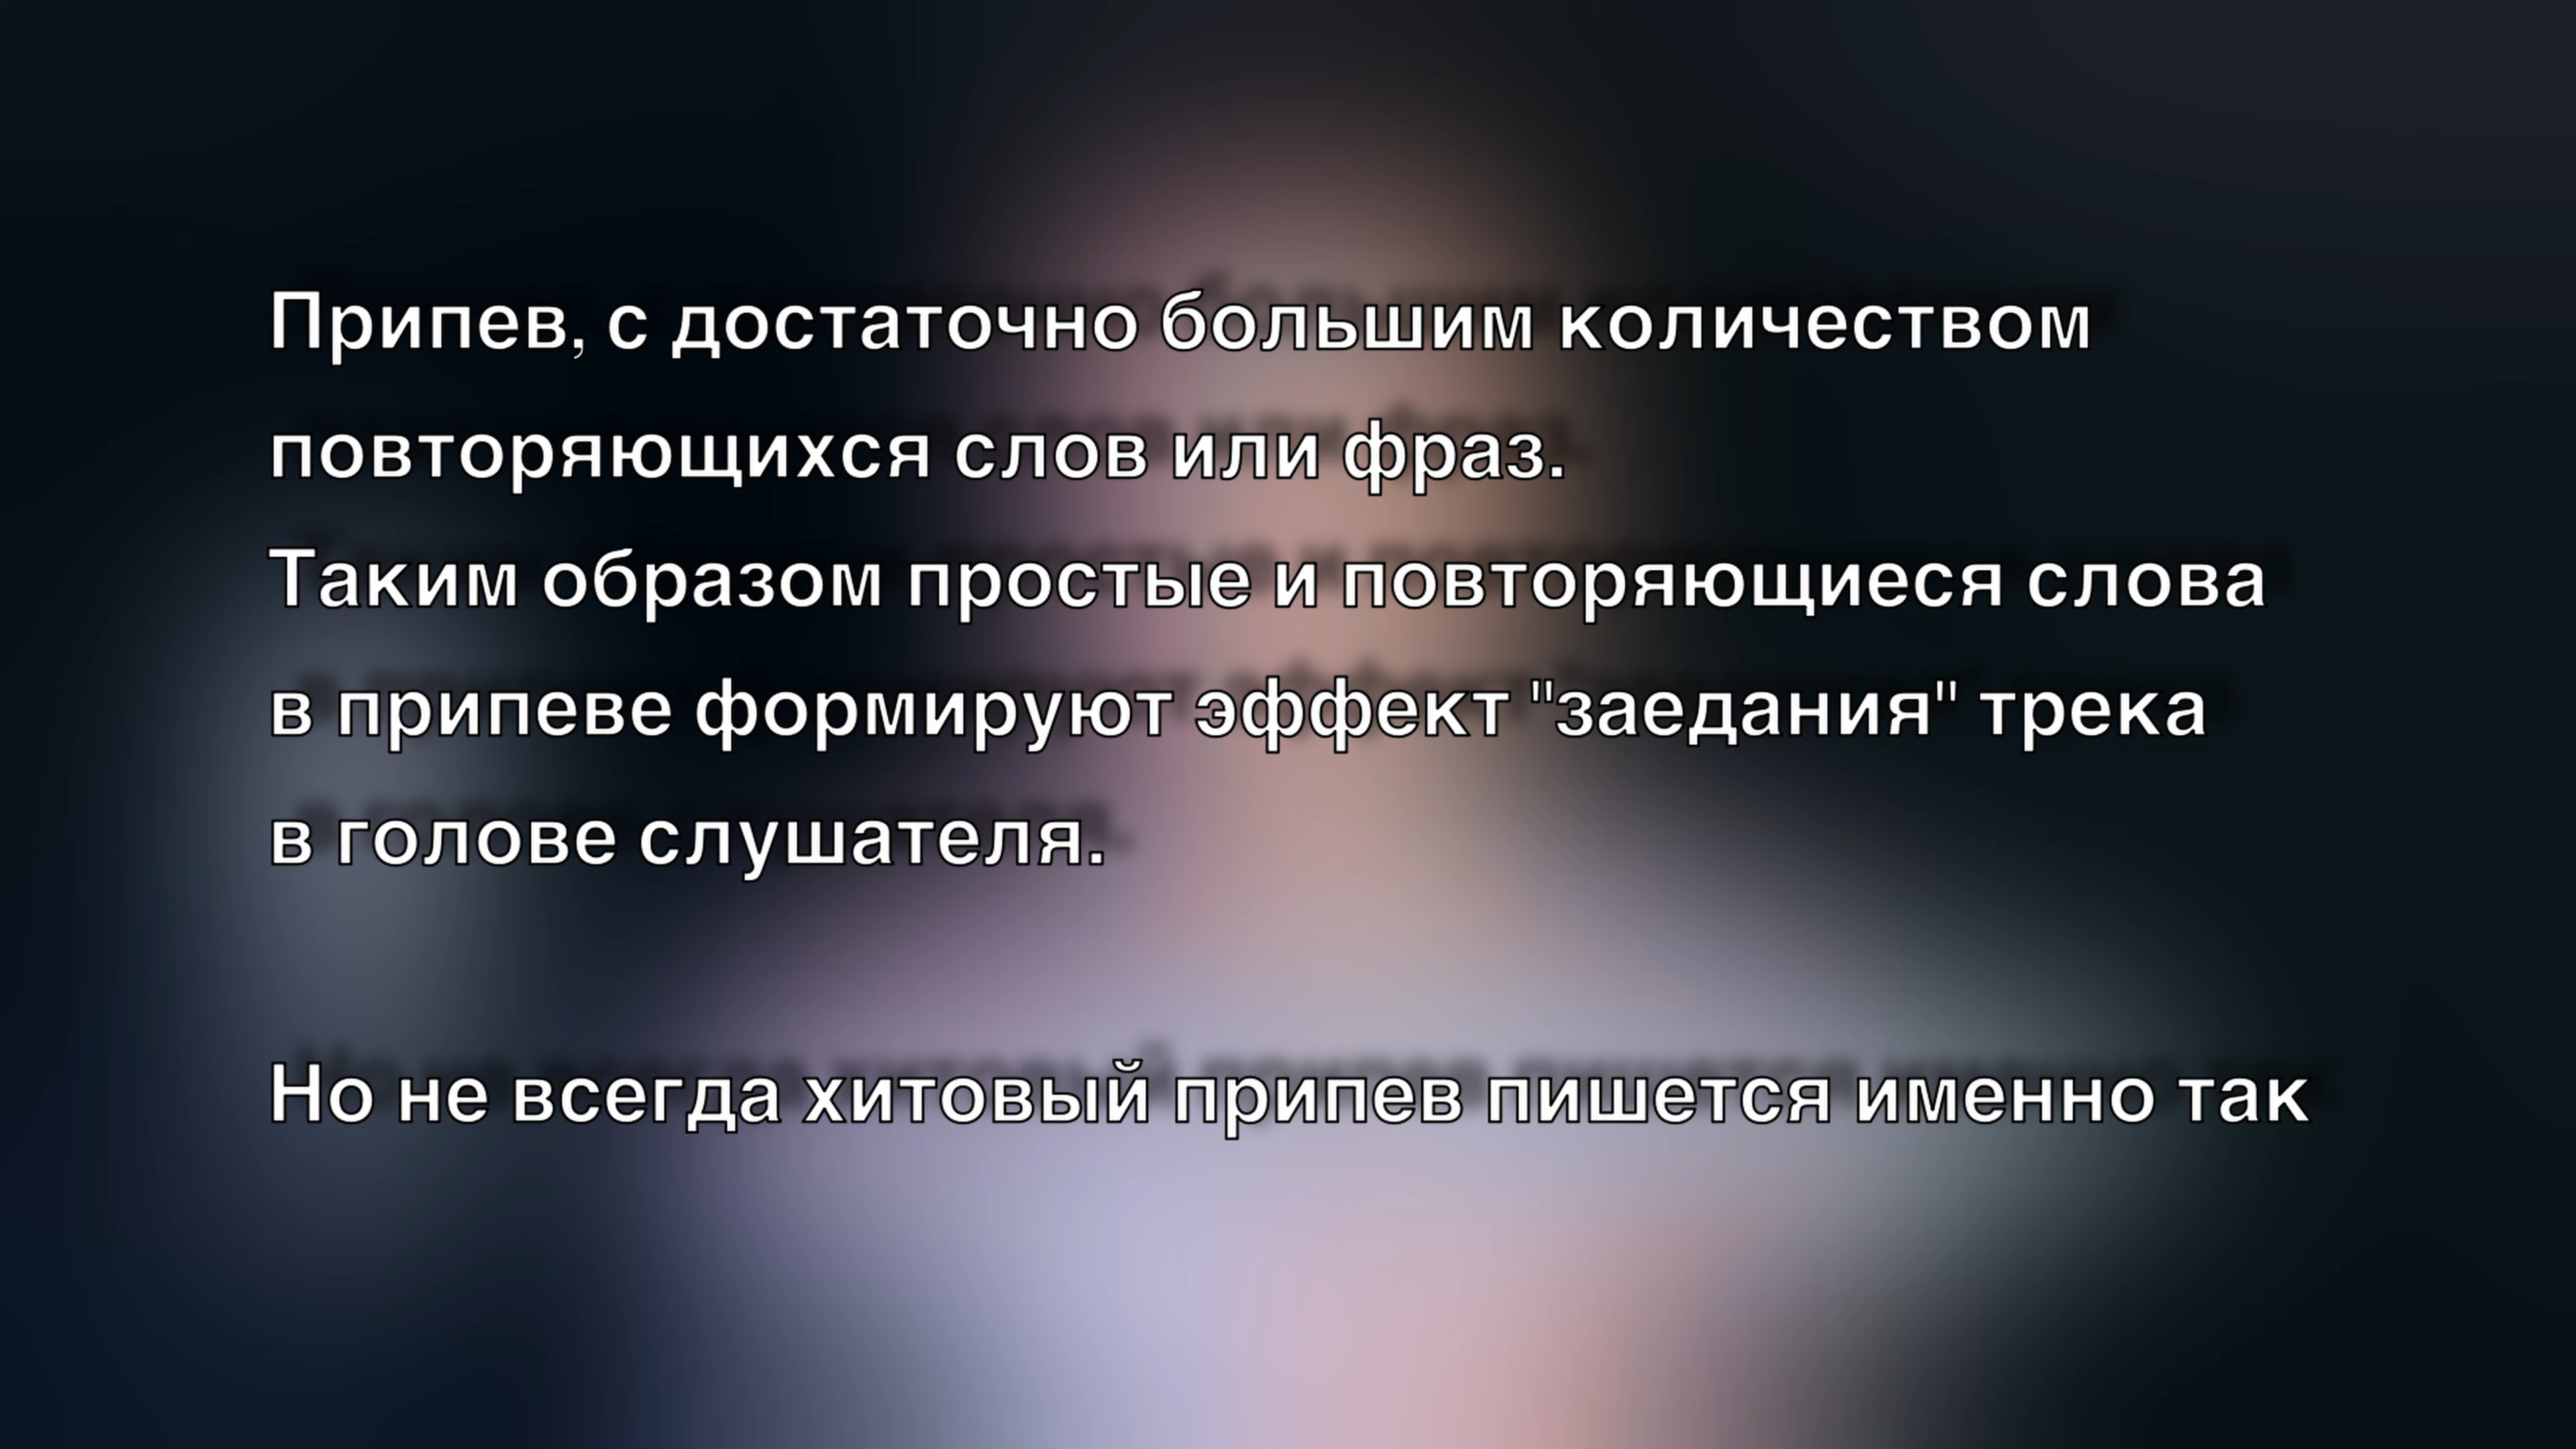 Припев, с достаточно большим количеством
повторяющихся слов или фраз.
Таким образом простые и повторяющиеся слова
в припеве формируют эффект "заедания" трека
в голове слушателя.
Но не всегда хитовый припев пишется именно так